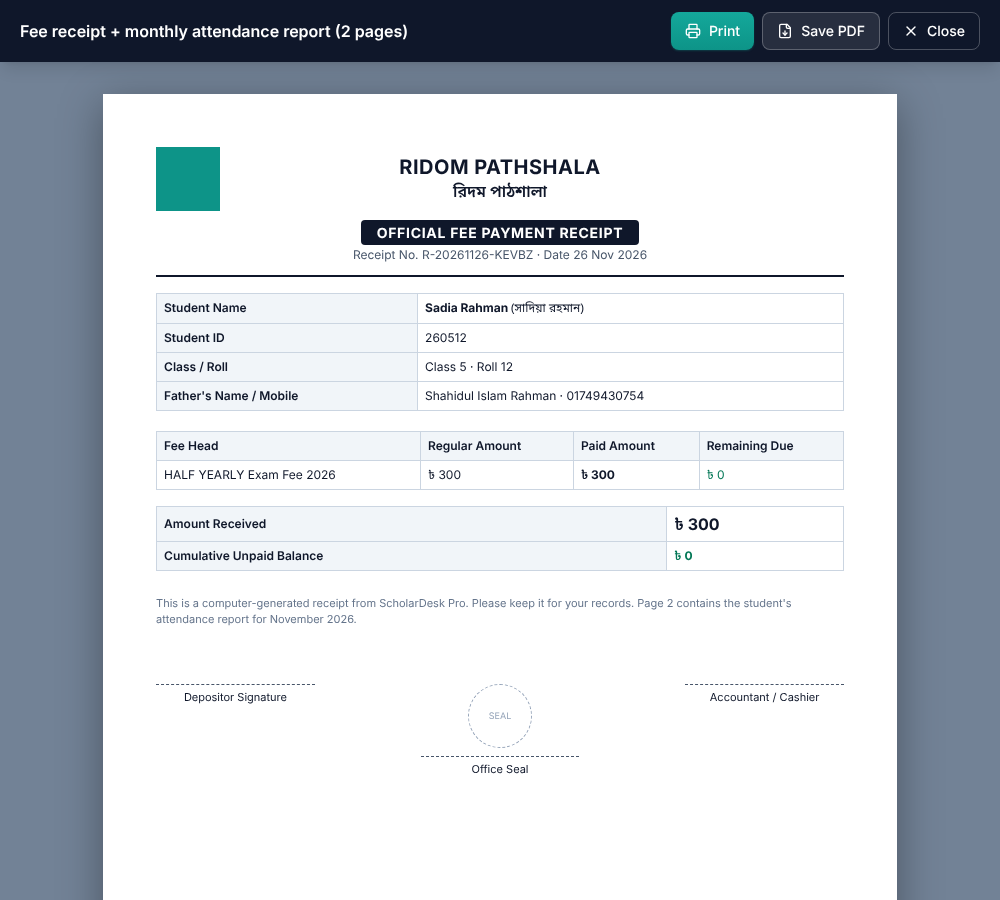 Fee receipt + monthly attendance report (2 pages)
Print
Save PDF
Close
RIDOM PATHSHALA
রিদম পাঠশালা
OFFICIAL FEE PAYMENT RECEIPT
Receipt No. R-20261126-KEVBZ · Date 26 Nov 2026
Student Name
Sadia Rahman (সাদিয়া রহমান)
Student ID
260512
Class / Roll
Class 5 · Roll 12
Father's Name / Mobile
Shahidul Islam Rahman · 01749430754
Fee Head
Regular Amount
Paid Amount
Remaining Due
HALF YEARLY Exam Fee 2026
৳ 300
৳ 300
৳ 0
Amount Received
৳ 300
Cumulative Unpaid Balance
৳ 0
This is a computer-generated receipt from ScholarDesk Pro. Please keep it for your records. Page 2 contains the student's
attendance report for November 2026.
Depositor Signature
SEAL
Office Seal
Accountant / Cashier